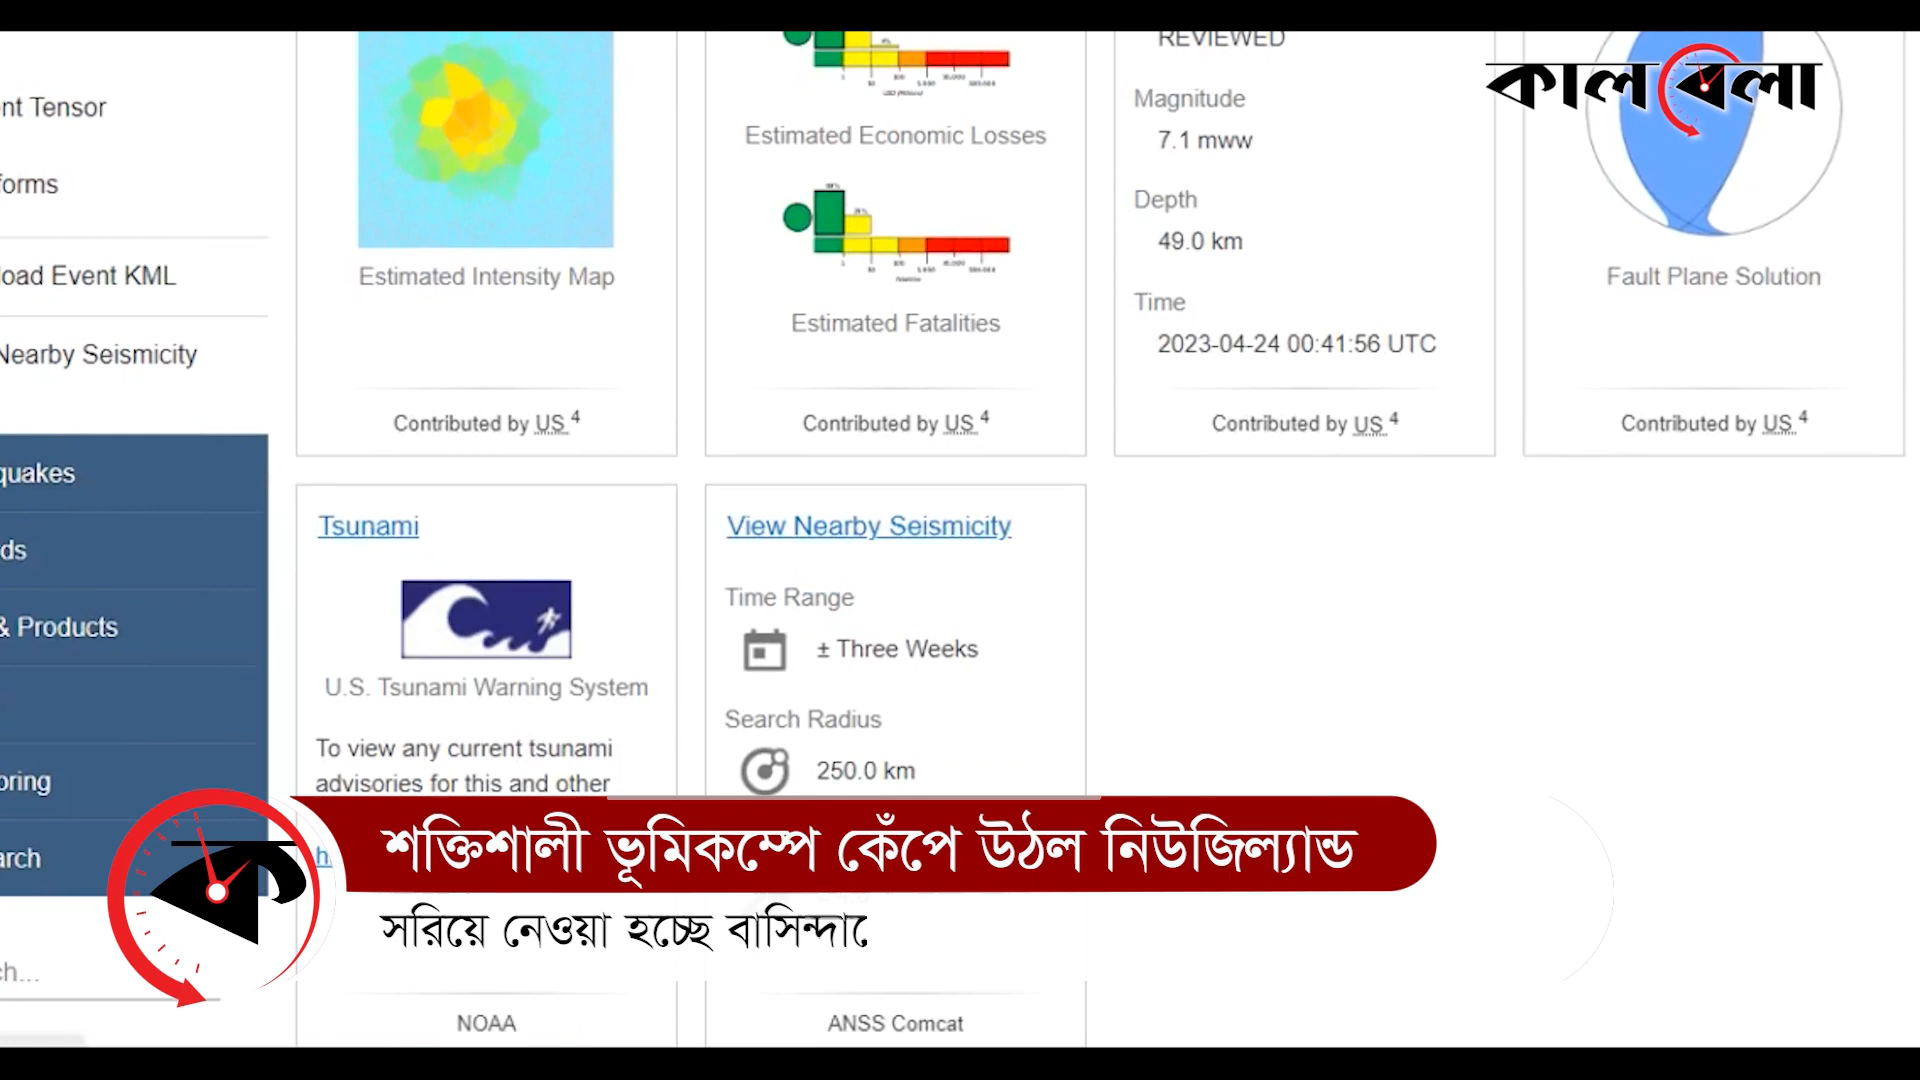 REVIEWED
কালবেলা
Magnitude
7.1 mww
Depth
49.0 km
Time
2023-04-24 00:41:56 UTC
Estimated Economic Losses
Estimated Fatalities
Estimated Intensity Map
Fault Plane Solution
Contributed by US 4
Contributed by US 4
Contributed by US 4
Contributed by US 4
nt Tensor
forms
load Event KML
Nearby Seismicity
quakes
ds
& Products
oring
arch
ch...
Tsunami
U.S. Tsunami Warning System
To view any current tsunami
advisories for this and other
NOAA
View Nearby Seismicity
Time Range
± Three Weeks
Search Radius
250.0 km
ANSS Comcat
শক্তিশালী ভূমিকম্পে কেঁপে উঠল নিউজিল্যান্ড
সরিয়ে নেওয়া হচ্ছে